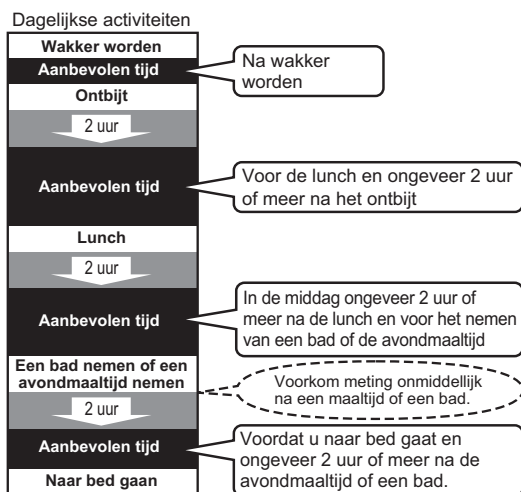 Dagelijkse activiteiten
Wakker worden
Aanbevolen tijd
Na wakker
worden
Ontbijt
2 uur
Aanbevolen tijd
Voor de lunch en ongeveer 2 uur
of meer na het ontbijt
Lunch
2 uur
Aanbevolen tijd
In de middag ongeveer 2 uur of
meer na de lunch en voor het nemen
van een bad of de avondmaaltijd
Een bad nemen of een
avondmaaltijd nemen
Voorkom meting onmiddellijk
na een maaltijd of een bad.
2 uur
Aanbevolen tijd
Voordat u naar bed gaat en
ongeveer 2 uur of meer na de
avondmaaltijd of een bad.
Naar bed gaan